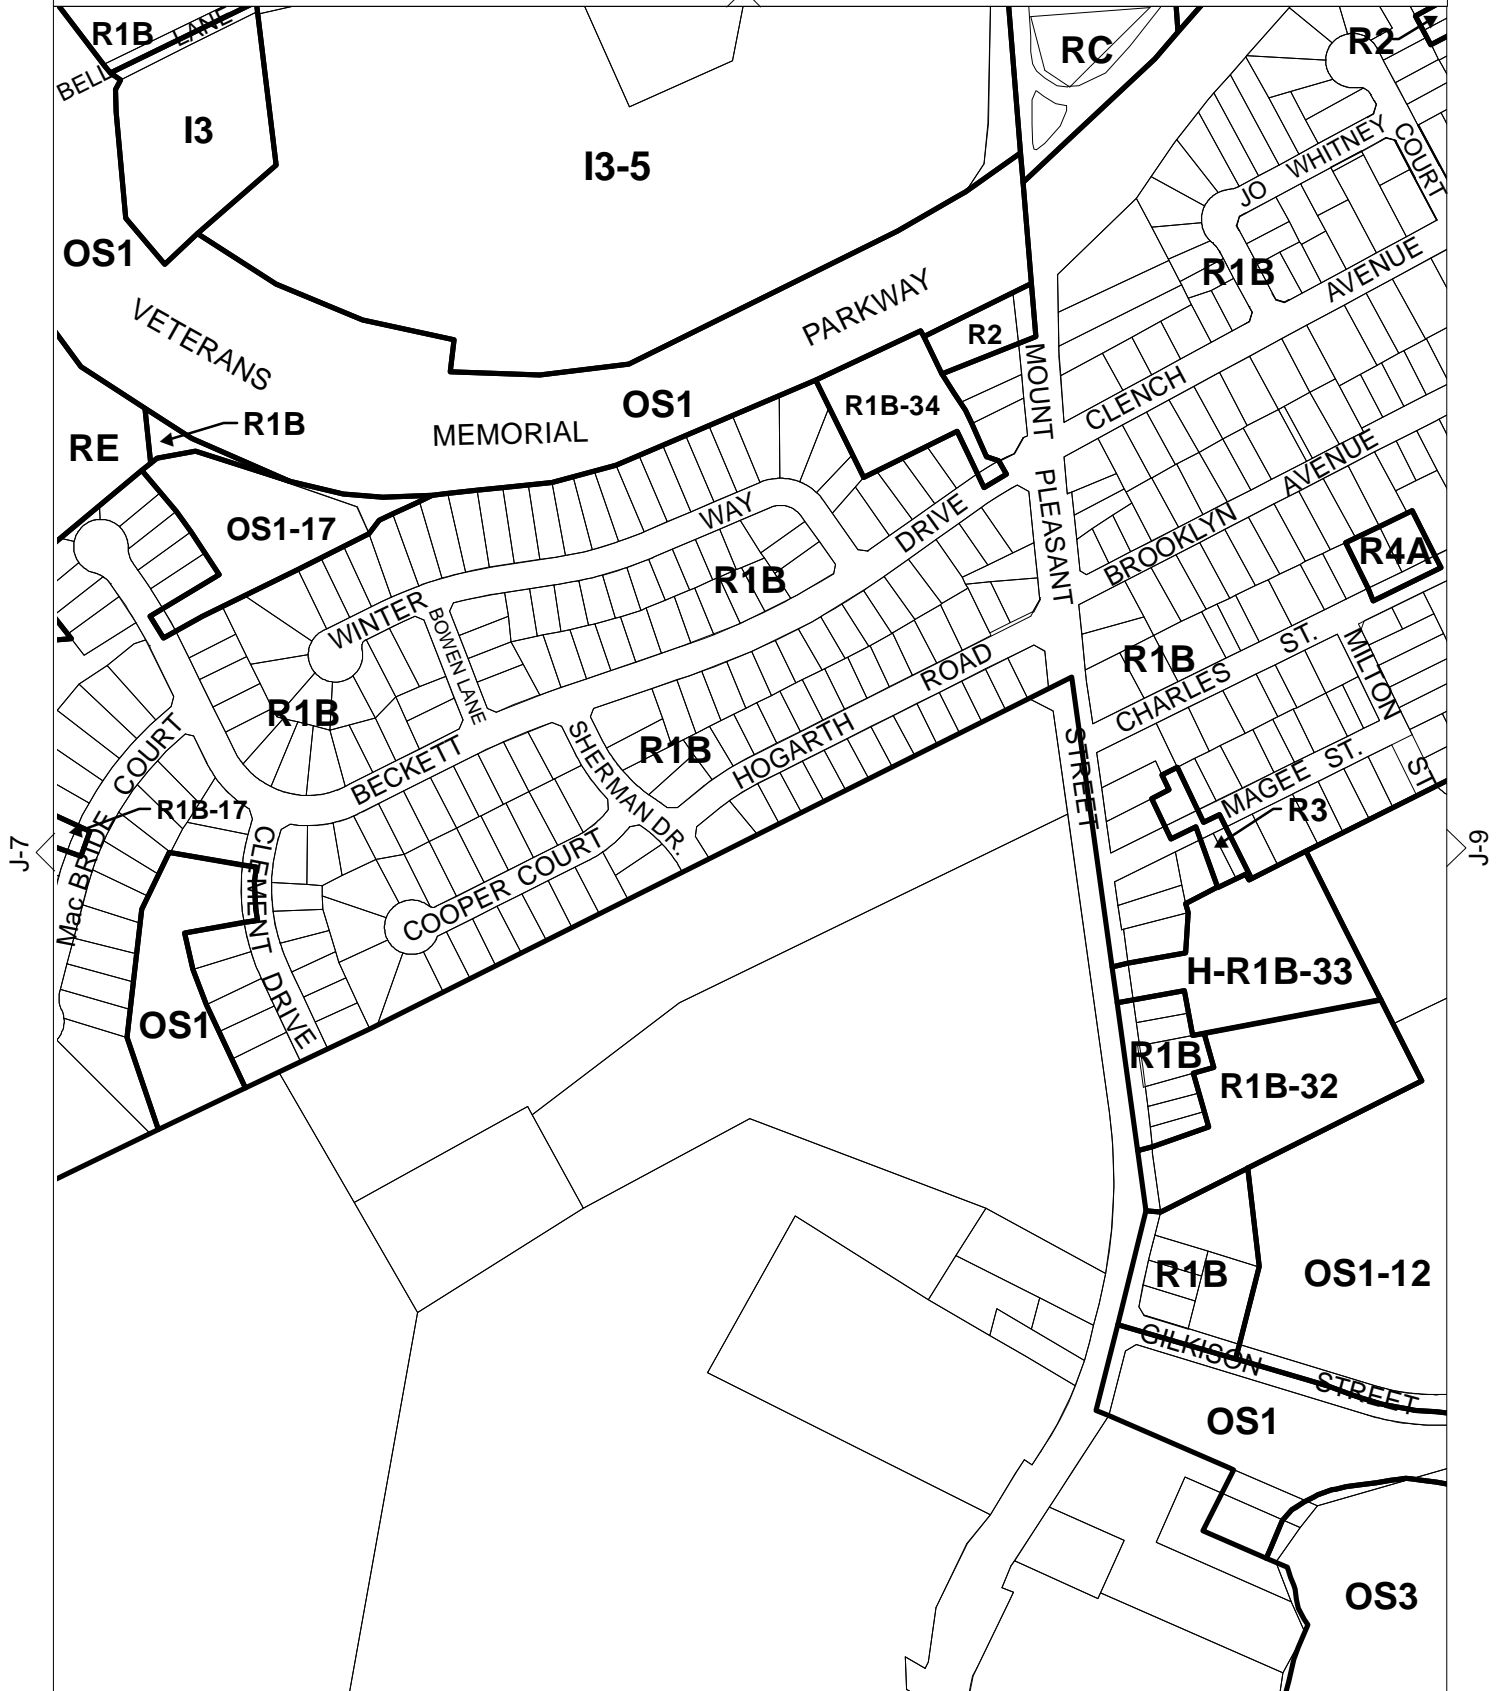 R1B
BELL LANE
I3
I3-5
RC
R2
JO WHITNEY COURT
OS1
R1B
CLENCH AVENUE
VETERANS MEMORIAL PARKWAY
R2
RE
R1B
OS1
R1B-34
MOUNT PLEASANT STREET
BROOKLYN AVENUE
OS1-17
WINTER WAY
R1B
R4A
BOWEN LANE
BECKETT DRIVE
R1B
R1B
CHARLES ST.
MILTON ST
R1B
SHERMAN DR.
HOGARTH ROAD
Mac BRIDE COURT
R1B-17
MAGEE ST.
R3
J-7
J-9
CLEMENT DRIVE
COOPER COURT
OS1
H-R1B-33
R1B
R1B-32
R1B
OS1-12
GILKISON STREET
OS1
OS3